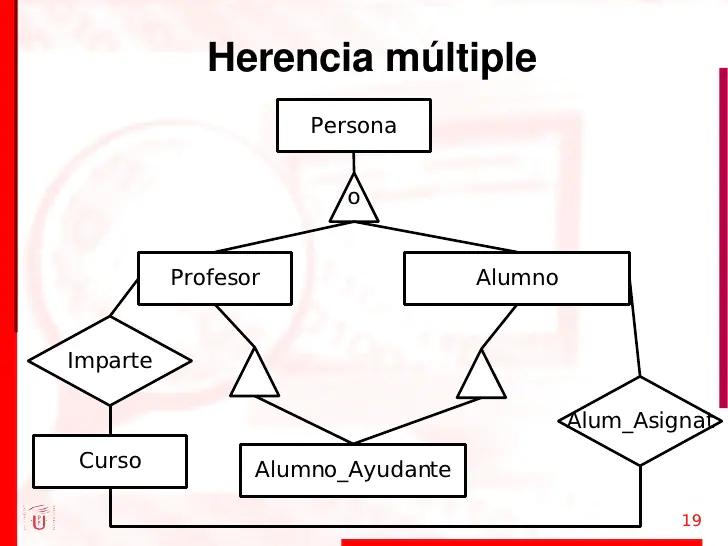 Herencia múltiple
Persona
o
Profesor
Alumno
Imparte
Alum_Asignat
Curso
Alumno_Ayudante
U
19